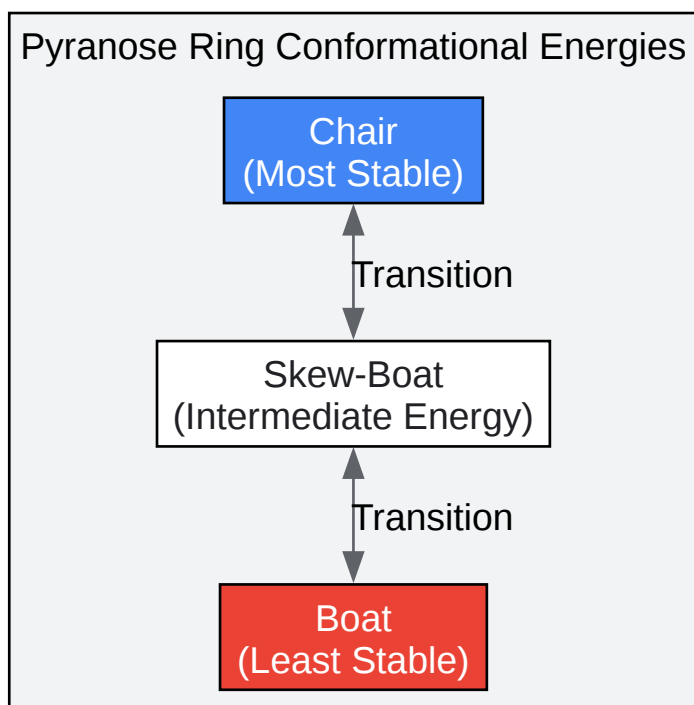 Pyranose Ring Conformational Energies
Chair
(Most Stable)
Transition
Skew-Boat
(Intermediate Energy)
Transition
Boat
(Least Stable)